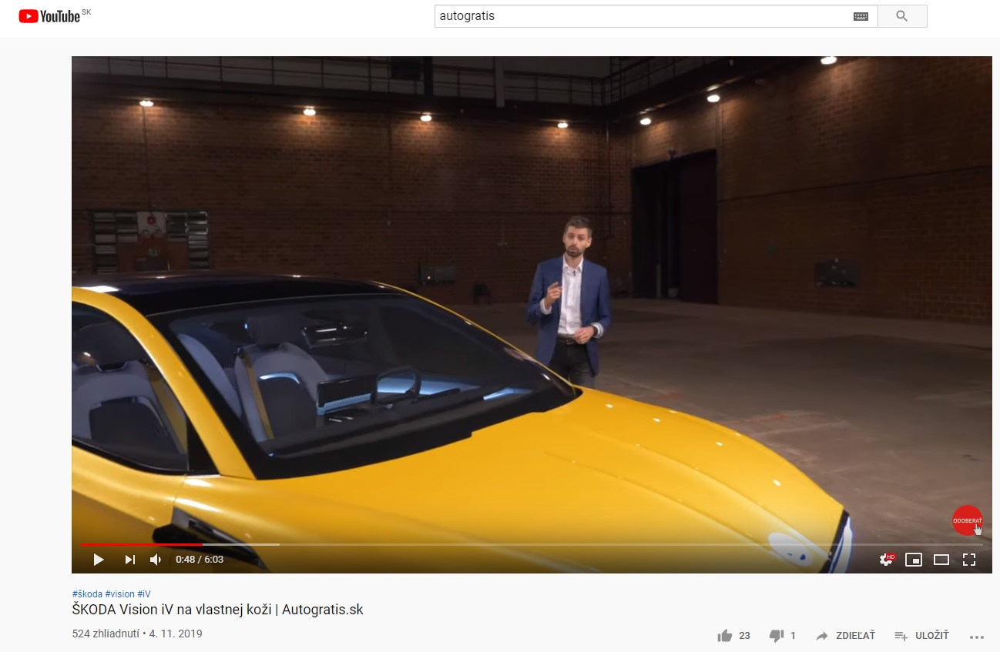 YouTube SK
autogratis
ODOBERAŤ
0:48 / 6:03
HD
#škoda #vision #iV
ŠKODA Vision iV na vlastnej koži | Autogratis.sk
524 zhliadnutí • 4. 11. 2019
23
1
ZDIEĽAŤ
ULOŽIŤ